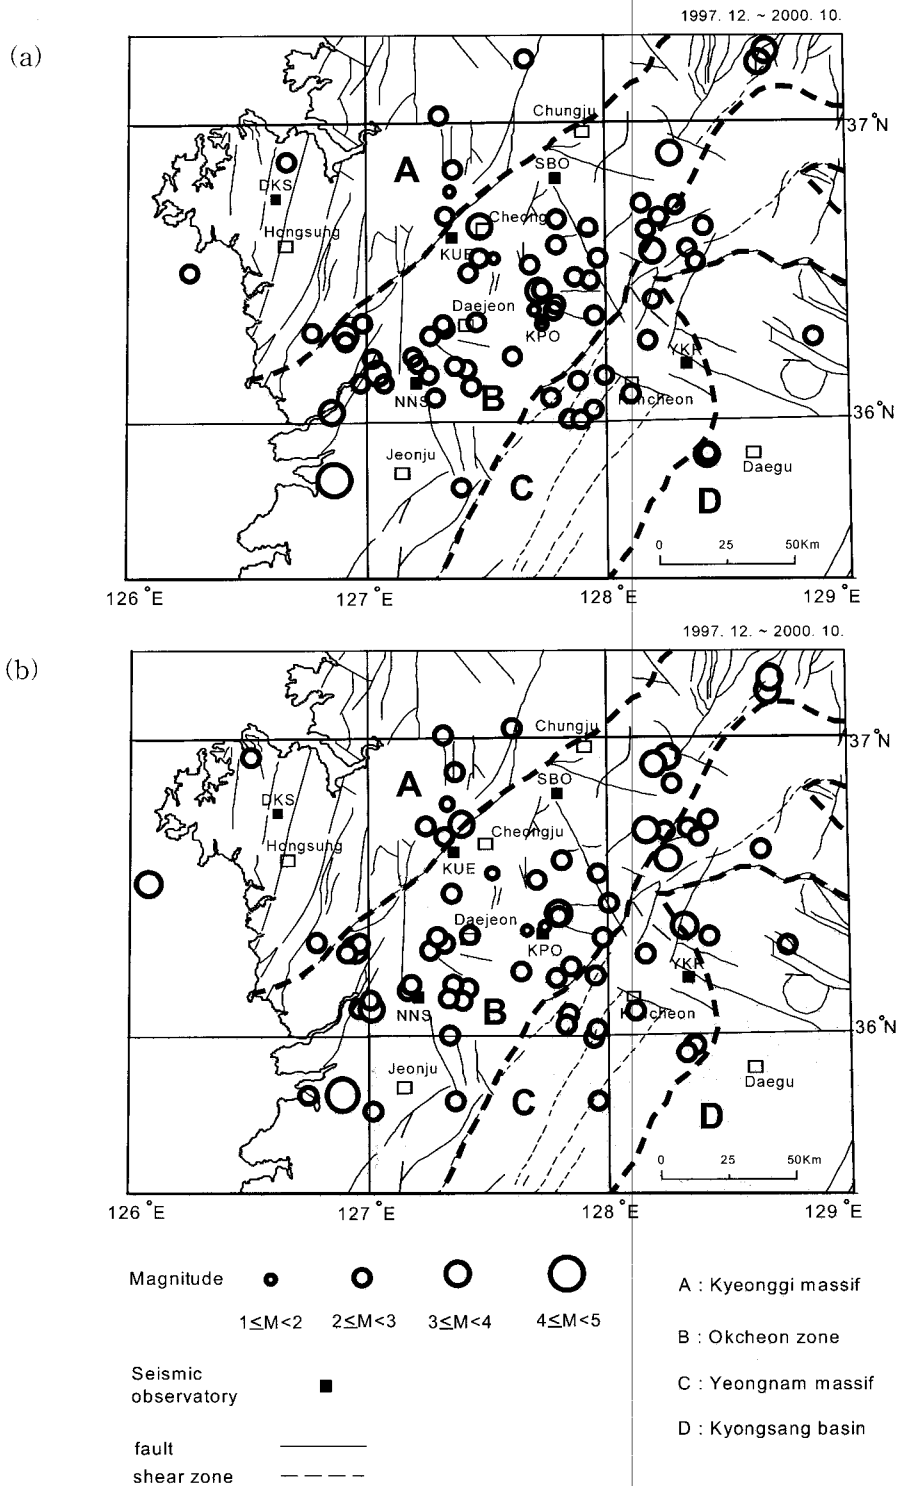 1997. 12. ~ 2000. 10.
(a)
Chungju
37°N
A
SBO
DKS
Hongsung
KUE
Daejeon
KPO
YKR
NNS
B
36°N
Jeonju
Daegu
C
D
0 25 50Km
126 °E 127 °E 128 °E 129 °E
1997. 12. ~ 2000. 10.
(b)
Chungju
37°N
A
SBO
DKS
Cheongju
Hongsung
KUE
Daejeon
KPO
YKR
NNS
B
36°N
Jeonju
Daegu
C
D
0 25 50Km
126 °E 127 °E 128 °E 129 °E
Magnitude
1≤M<2 2≤M<3 3≤M<4 4≤M<5
A : Kyeonggi massif
B : Okcheon zone
C : Yeongnam massif
D : Kyongsang basin
Seismic
observatory
fault
shear zone